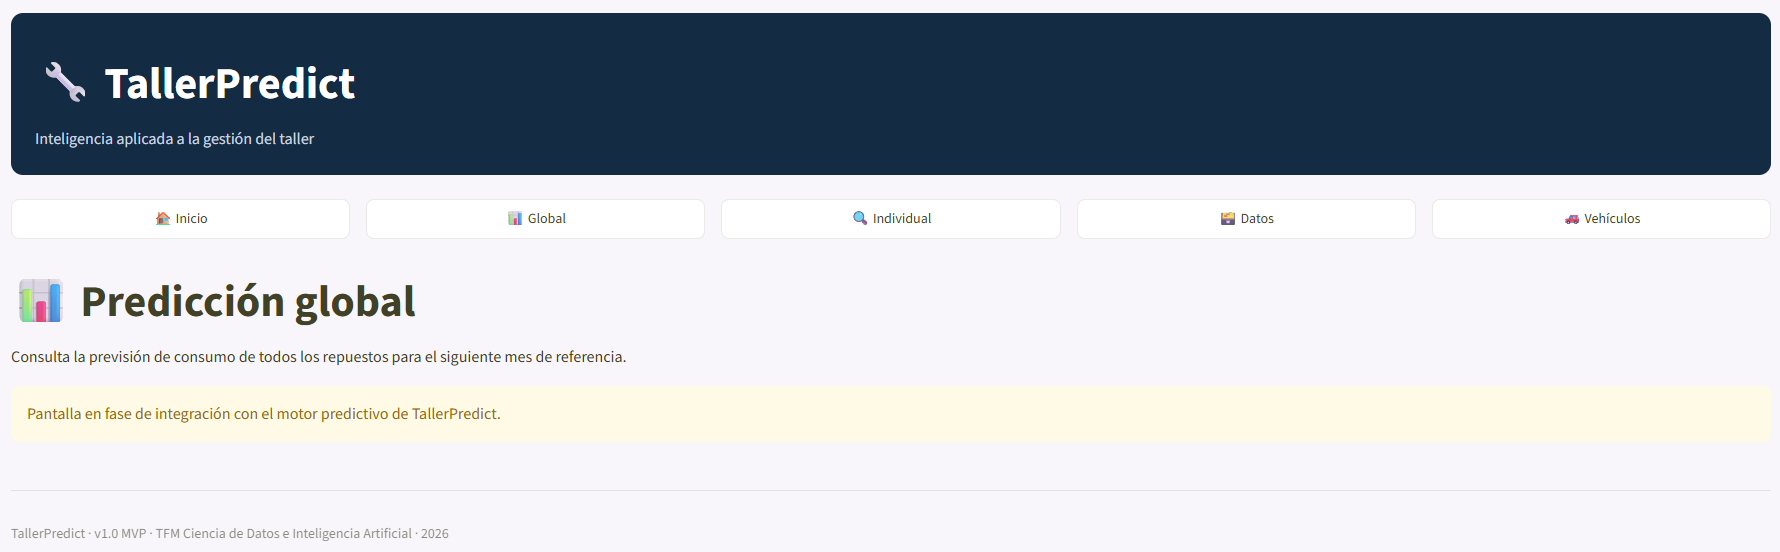 TallerPredict
Inteligencia aplicada a la gestión del taller
Inicio
Global
Individual
Datos
Vehículos
Predicción global
Consulta la previsión de consumo de todos los repuestos para el siguiente mes de referencia.
Pantalla en fase de integración con el motor predictivo de TallerPredict.
TallerPredict · v1.0 MVP · TFM Ciencia de Datos e Inteligencia Artificial · 2026